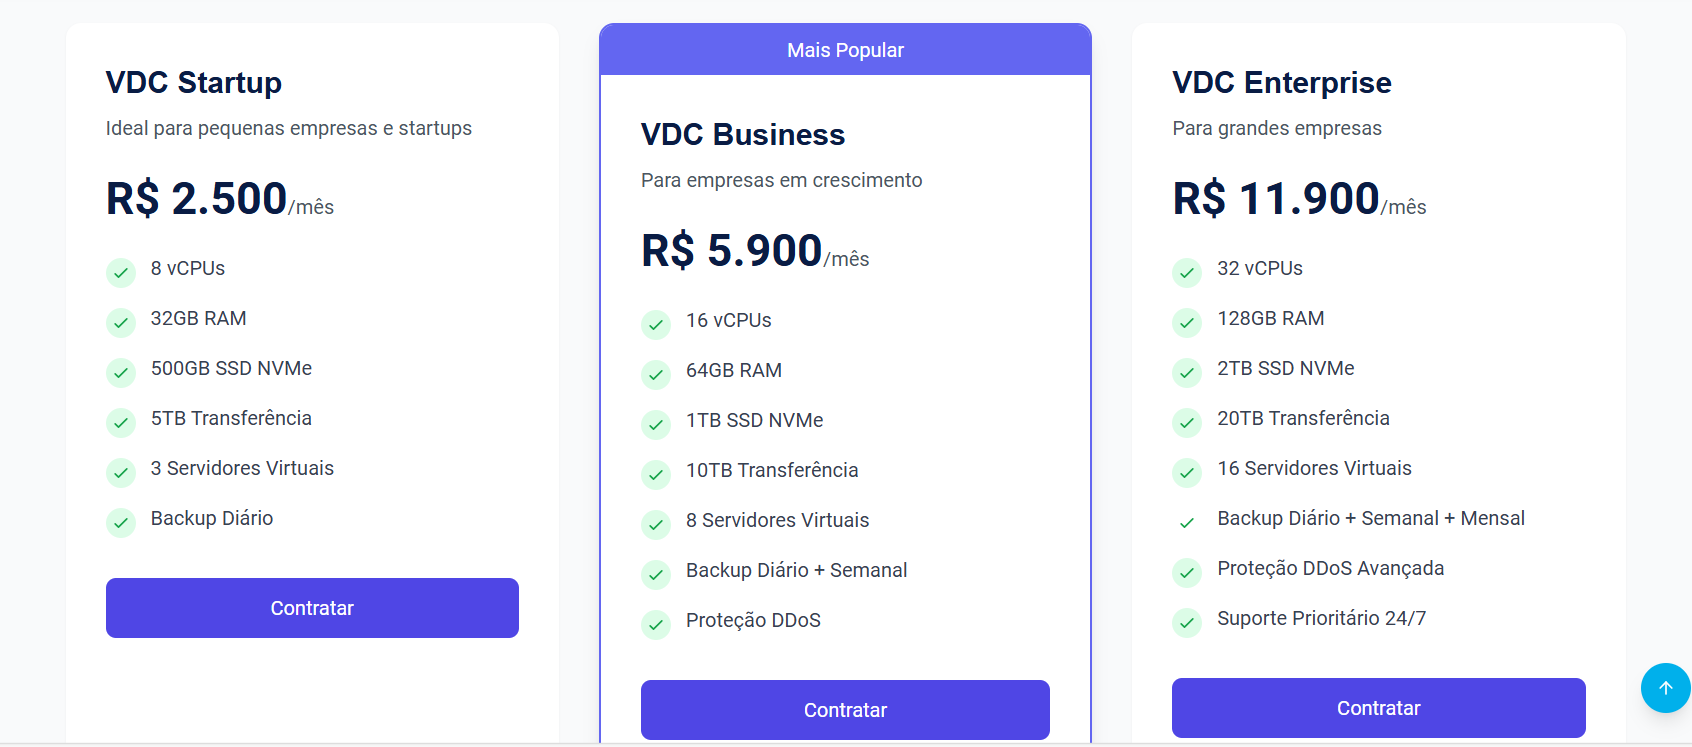 VDC Startup
Ideal para pequenas empresas e startups
R$ 2.500/mês
8 vCPUs
32GB RAM
500GB SSD NVMe
5TB Transferência
3 Servidores Virtuais
Backup Diário
Contratar
Mais Popular
VDC Business
Para empresas em crescimento
R$ 5.900/mês
16 vCPUs
64GB RAM
1TB SSD NVMe
10TB Transferência
8 Servidores Virtuais
Backup Diário + Semanal
Proteção DDoS
Contratar
VDC Enterprise
Para grandes empresas
R$ 11.900/mês
32 vCPUs
128GB RAM
2TB SSD NVMe
20TB Transferência
16 Servidores Virtuais
Backup Diário + Semanal + Mensal
Proteção DDoS Avançada
Suporte Prioritário 24/7
Contratar